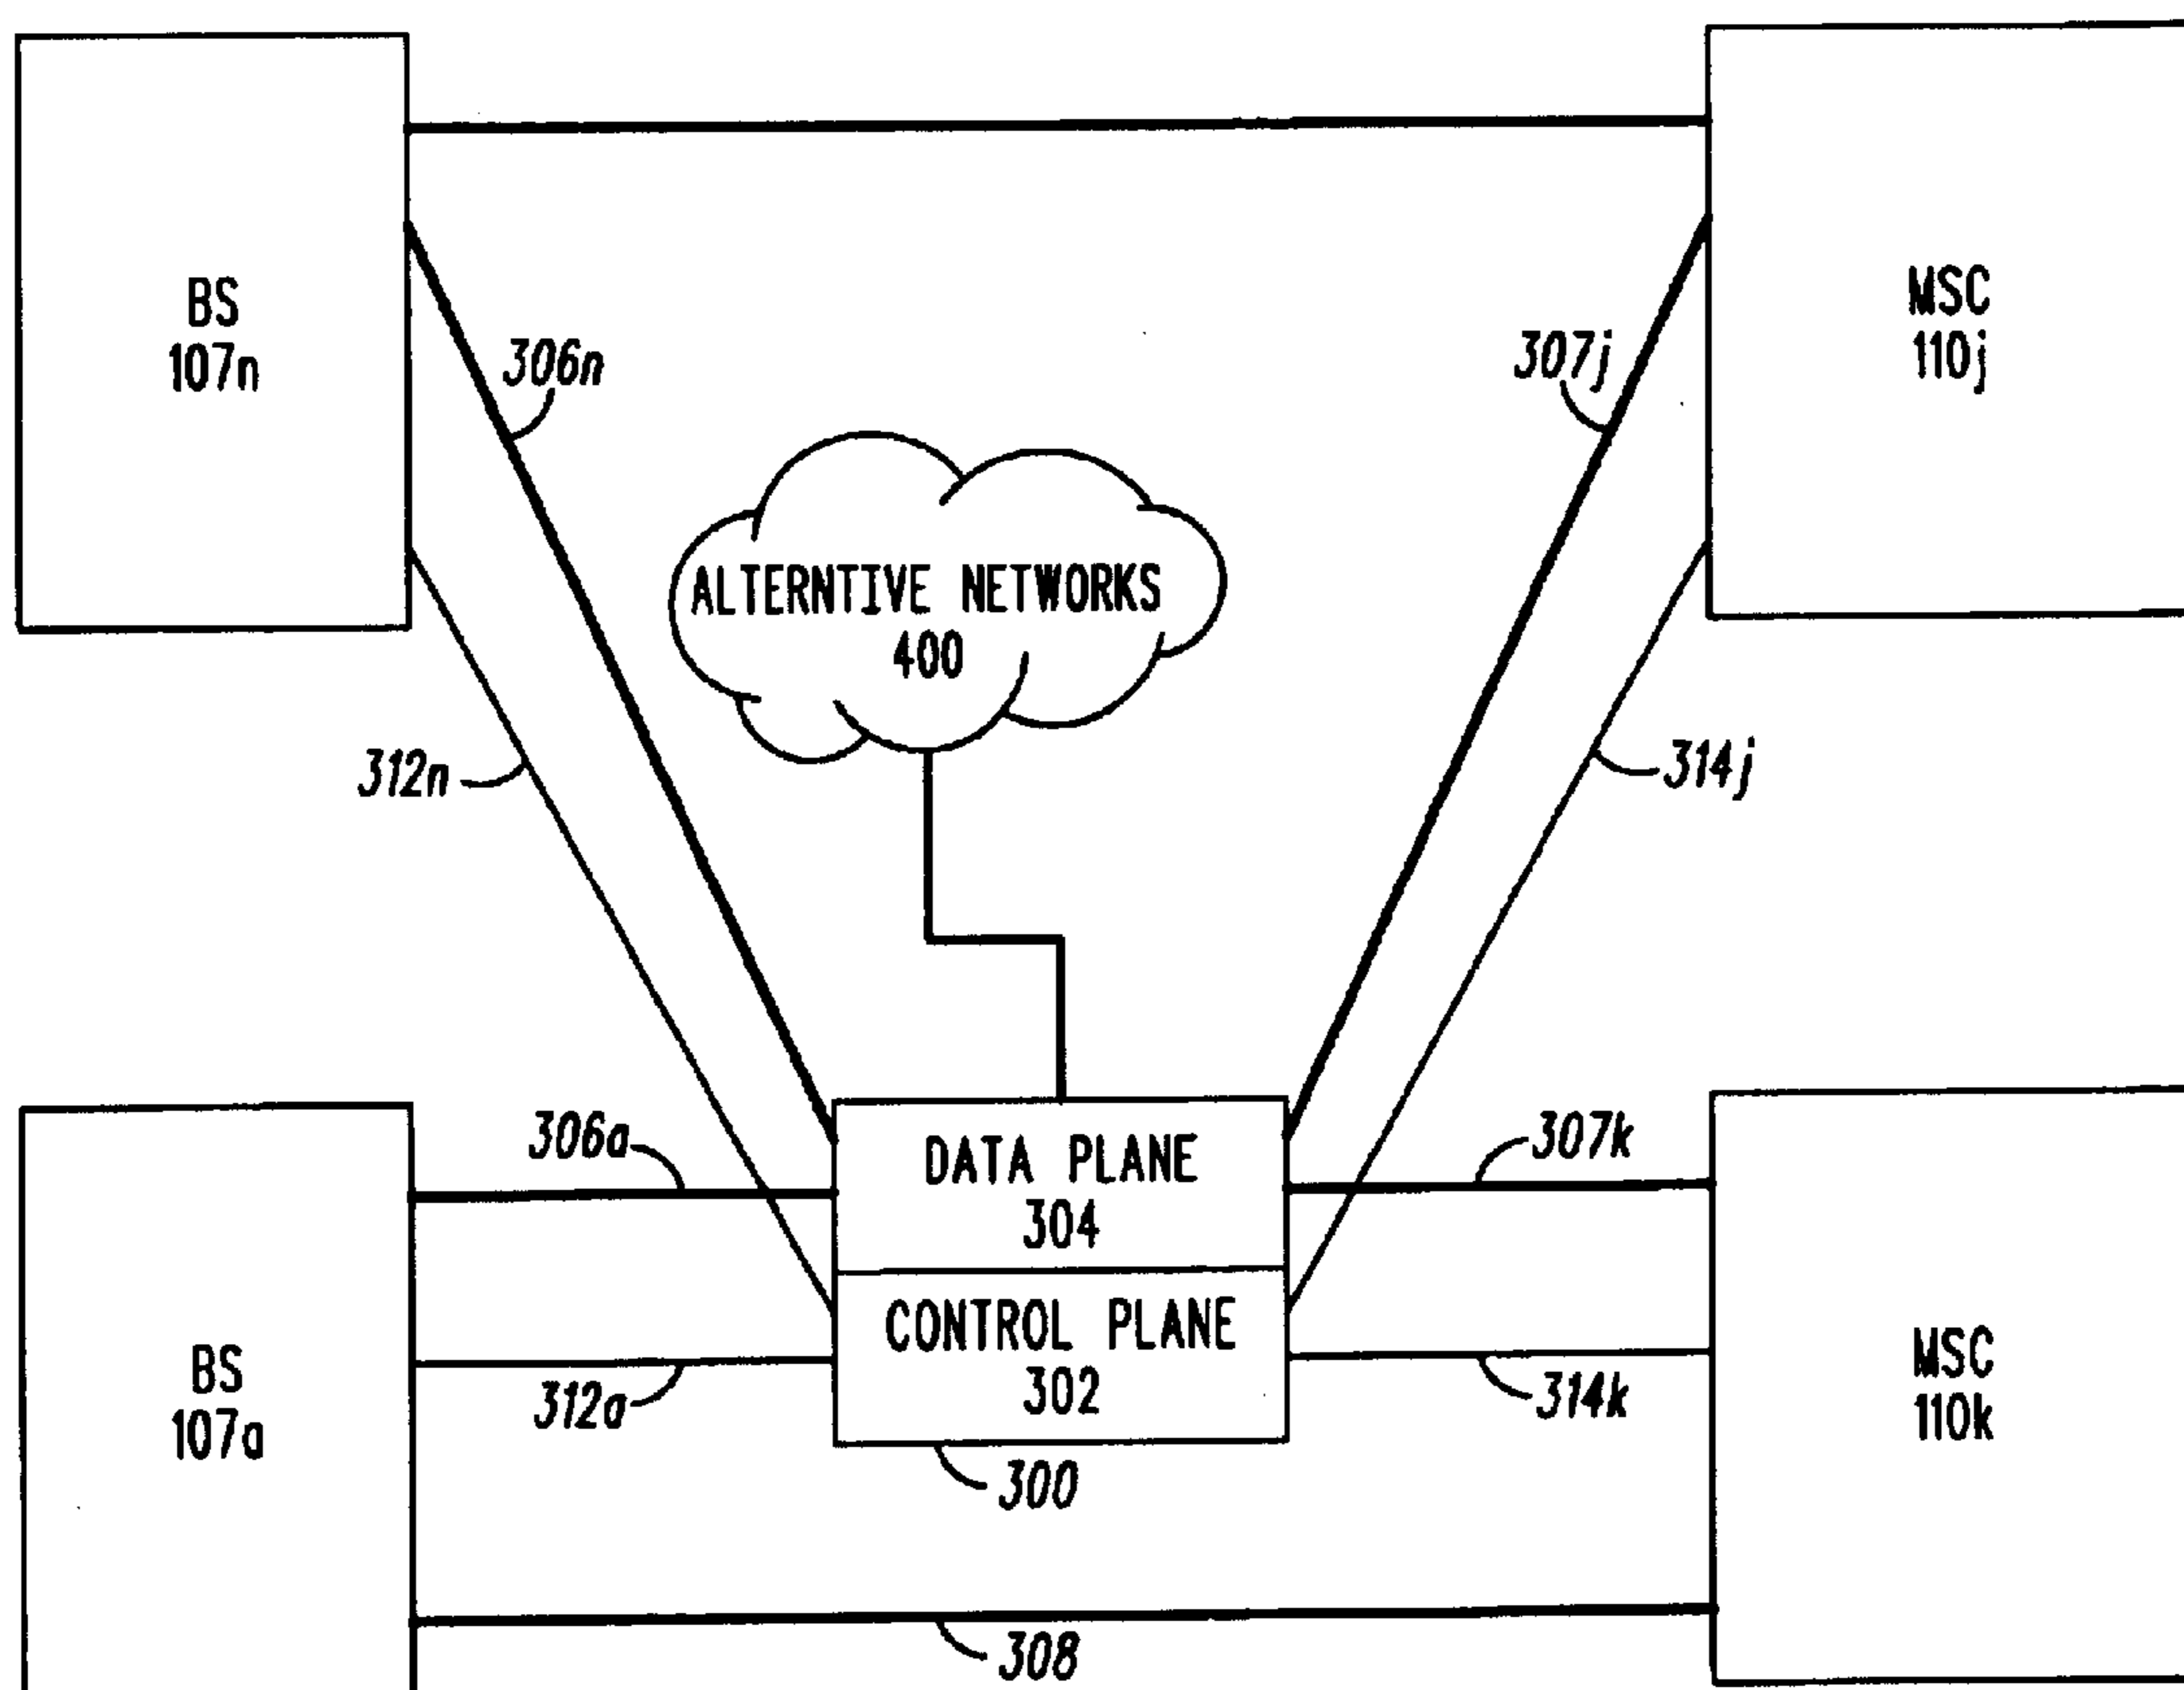 BS
107n
306n
307j
MSC
110j
ALTERNTIVE NETWORKS
400
312n
314j
306a
DATA PLANE
304
307k
BS
107a
312a
CONTROL PLANE
302
314k
MSC
110k
300
308